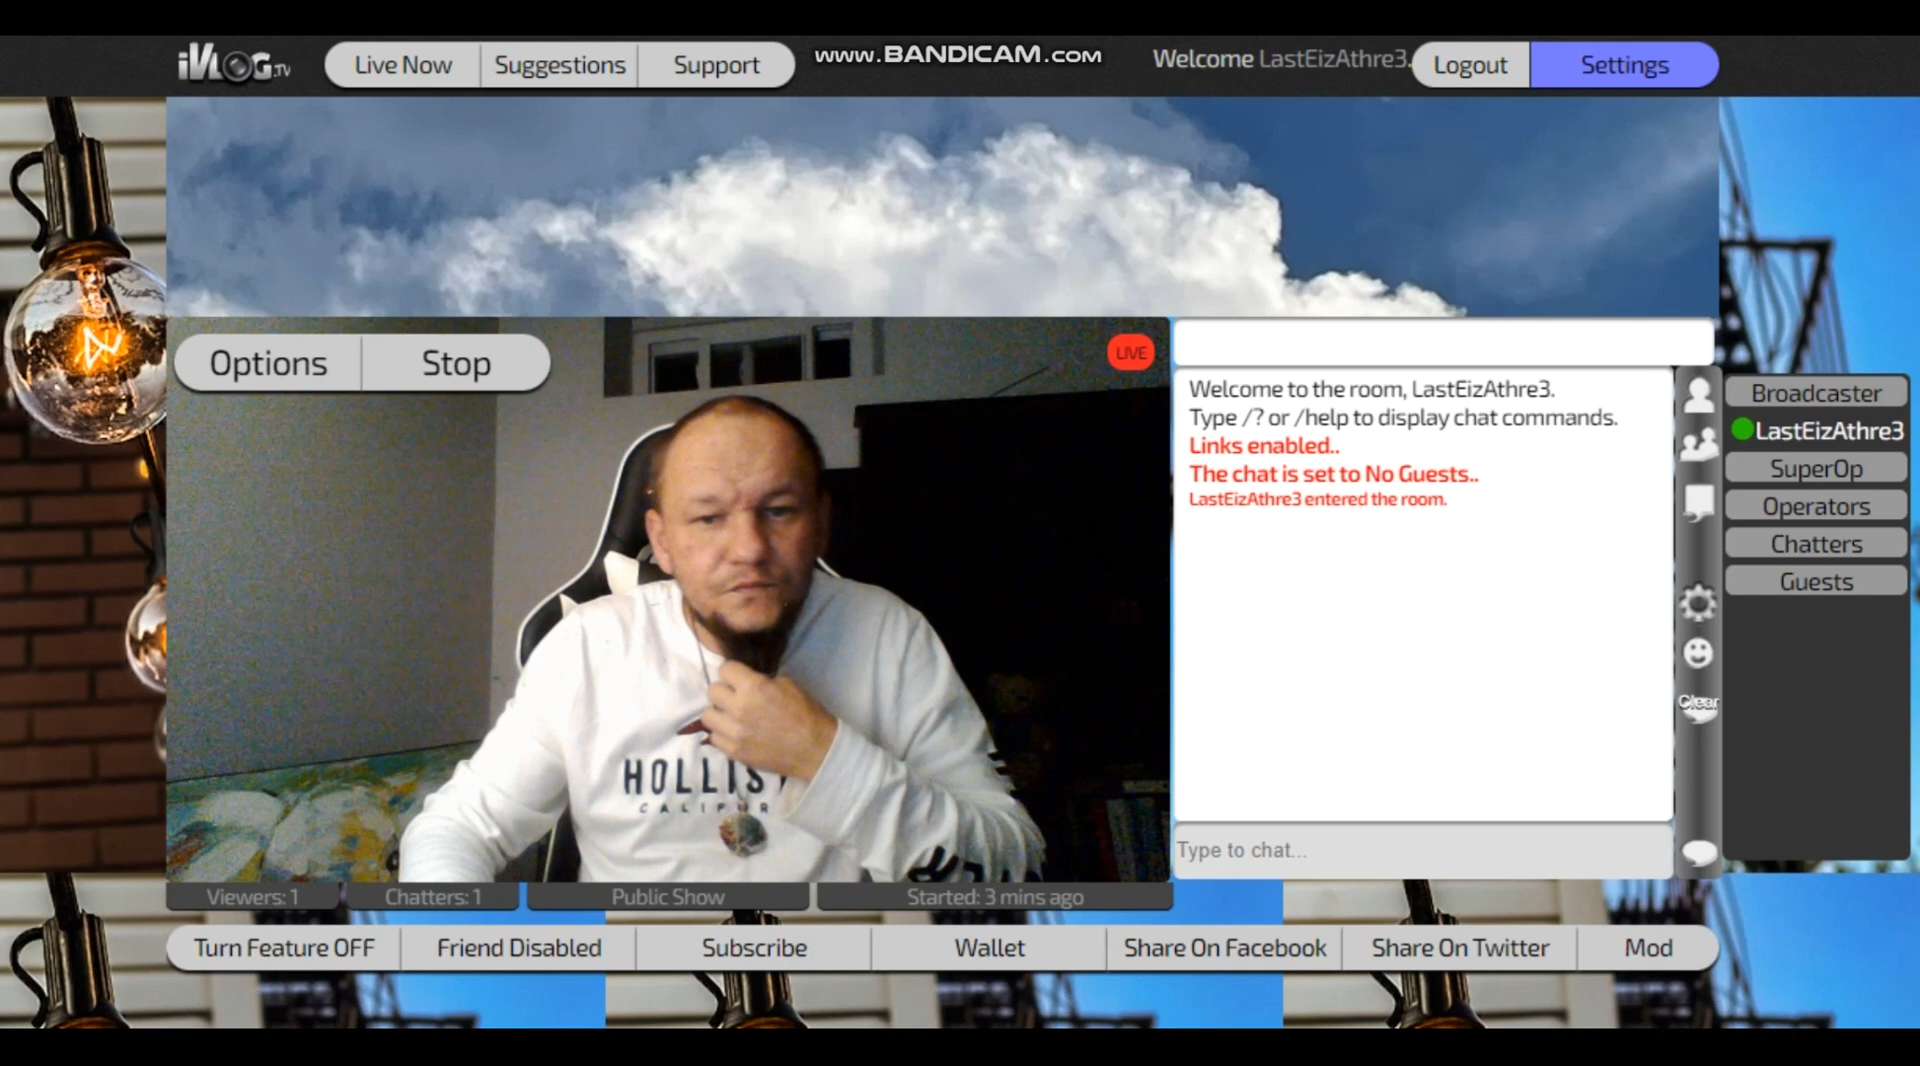 iVLOG.TV
Live Now
Suggestions
Support
www.BANDICAM.com
Welcome LastEizAthre3.
Logout
Settings
Options
Stop
LIVE
HOLLIS
CALIFOR
Welcome to the room, LastEizAthre3.
Type /? or /help to display chat commands.
Links enabled..
The chat is set to No Guests..
LastEizAthre3 entered the room.
Clear
Type to chat...
Broadcaster
LastEizAthre3
SuperOp
Operators
Chatters
Guests
Viewers: 1
Chatters: 1
Public Show
Started: 3 mins ago
Turn Feature OFF
Friend Disabled
Subscribe
Wallet
Share On Facebook
Share On Twitter
Mod